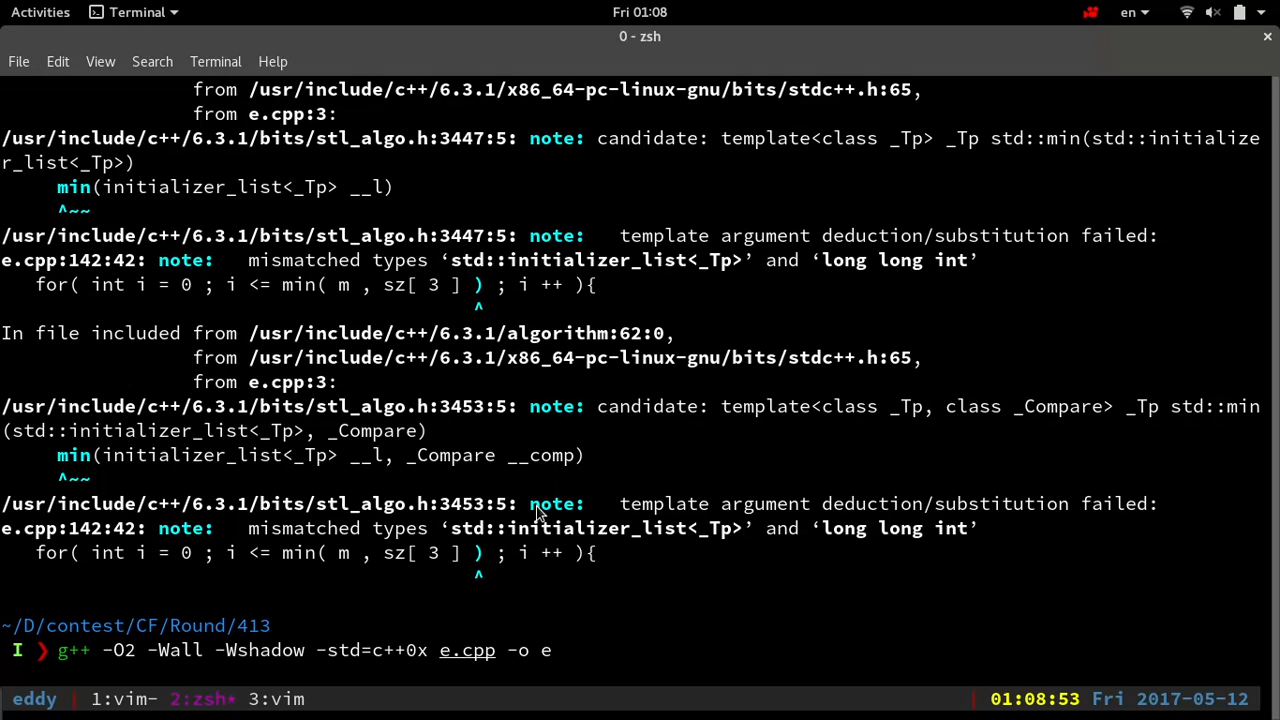 Activities Terminal Fri 01:08 en
0 - zsh ×
File Edit View Search Terminal Help
from /usr/include/c++/6.3.1/x86_64-pc-linux-gnu/bits/stdc++.h:65,
from e.cpp:3:
/usr/include/c++/6.3.1/bits/stl_algo.h:3447:5: note: candidate: template<class _Tp> _Tp std::min(std::initialize
r_list<_Tp>)
min(initializer_list<_Tp> __l)
^~~
/usr/include/c++/6.3.1/bits/stl_algo.h:3447:5: note:   template argument deduction/substitution failed:
e.cpp:142:42: note:   mismatched types ‘std::initializer_list<_Tp>’ and ‘long long int’
for( int i = 0 ; i <= min( m , sz[ 3 ] ) ; i ++ ){
^
In file included from /usr/include/c++/6.3.1/algorithm:62:0,
from /usr/include/c++/6.3.1/x86_64-pc-linux-gnu/bits/stdc++.h:65,
from e.cpp:3:
/usr/include/c++/6.3.1/bits/stl_algo.h:3453:5: note: candidate: template<class _Tp, class _Compare> _Tp std::min
(std::initializer_list<_Tp>, _Compare)
min(initializer_list<_Tp> __l, _Compare __comp)
^~~
/usr/include/c++/6.3.1/bits/stl_algo.h:3453:5: note:   template argument deduction/substitution failed:
e.cpp:142:42: note:   mismatched types ‘std::initializer_list<_Tp>’ and ‘long long int’
for( int i = 0 ; i <= min( m , sz[ 3 ] ) ; i ++ ){
^
~/D/contest/CF/Round/413
I ❯ g++ -O2 -Wall -Wshadow -std=c++0x e.cpp -o e
eddy 1:vim- 2:zsh* 3:vim 01:08:53 Fri 2017-05-12